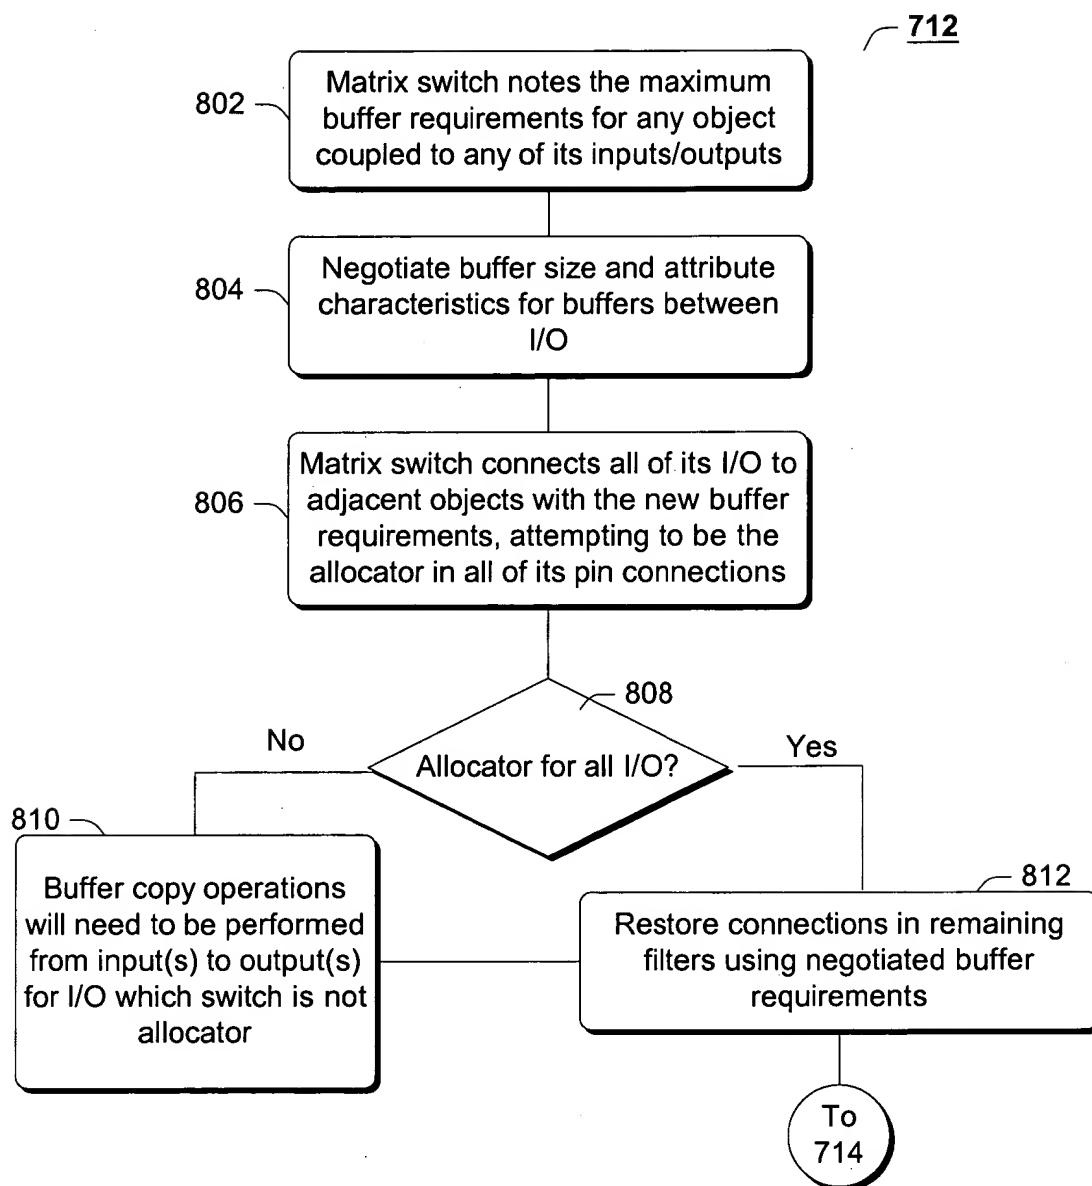 712
802
Matrix switch notes the maximum
buffer requirements for any object
coupled to any of its inputs/outputs
804
Negotiate buffer size and attribute
characteristics for buffers between
I/O
806
Matrix switch connects all of its I/O to
adjacent objects with the new buffer
requirements, attempting to be the
allocator in all of its pin connections
808
No
Allocator for all I/O?
Yes
810
Buffer copy operations
will need to be performed
from input(s) to output(s)
for I/O which switch is not
allocator
812
Restore connections in remaining
filters using negotiated buffer
requirements
To
714